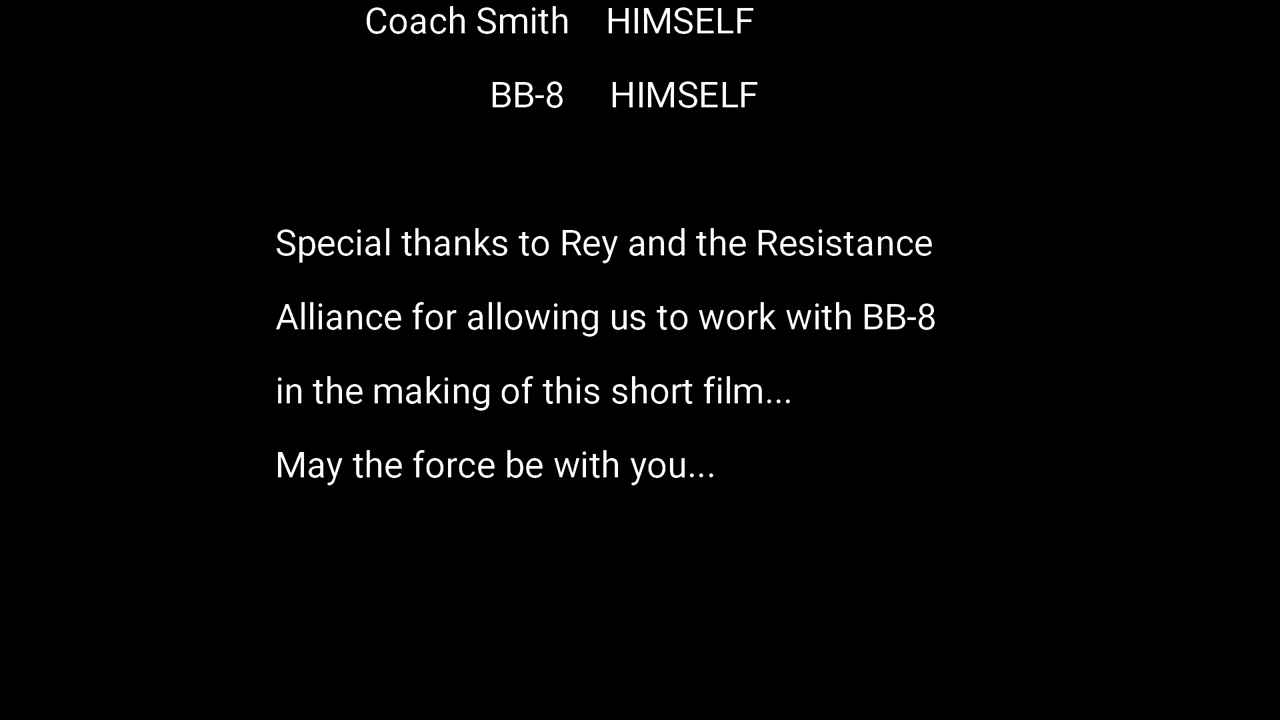 Coach Smith HIMSELF
BB-8 HIMSELF
Special thanks to Rey and the Resistance
Alliance for allowing us to work with BB-8
in the making of this short film...
May the force be with you...